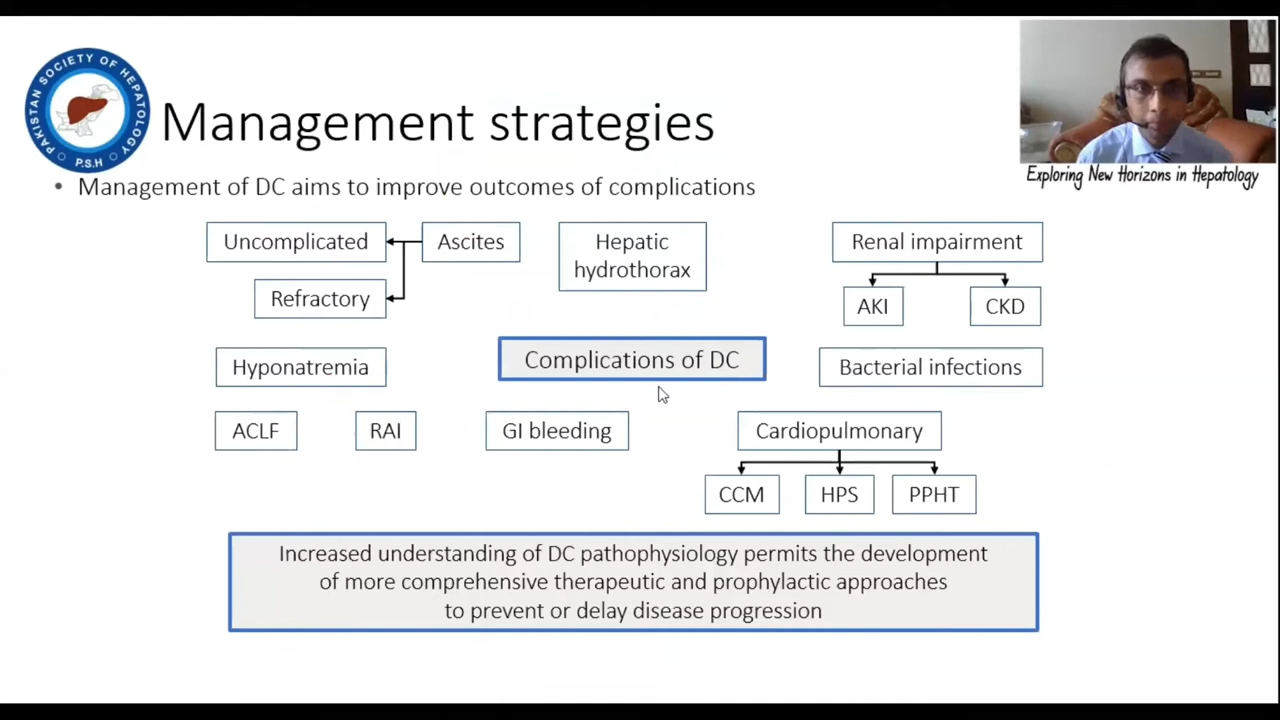 PAKISTAN SOCIETY OF HEPATOLOGY
P.S.H
Management strategies
Exploring New Horizons in Hepatology
• Management of DC aims to improve outcomes of complications
Uncomplicated
Ascites
Refractory
Hepatic
hydrothorax
Renal impairment
AKI
CKD
Hyponatremia
Complications of DC
Bacterial infections
ACLF
RAI
GI bleeding
Cardiopulmonary
CCM
HPS
PPHT
Increased understanding of DC pathophysiology permits the development
of more comprehensive therapeutic and prophylactic approaches
to prevent or delay disease progression